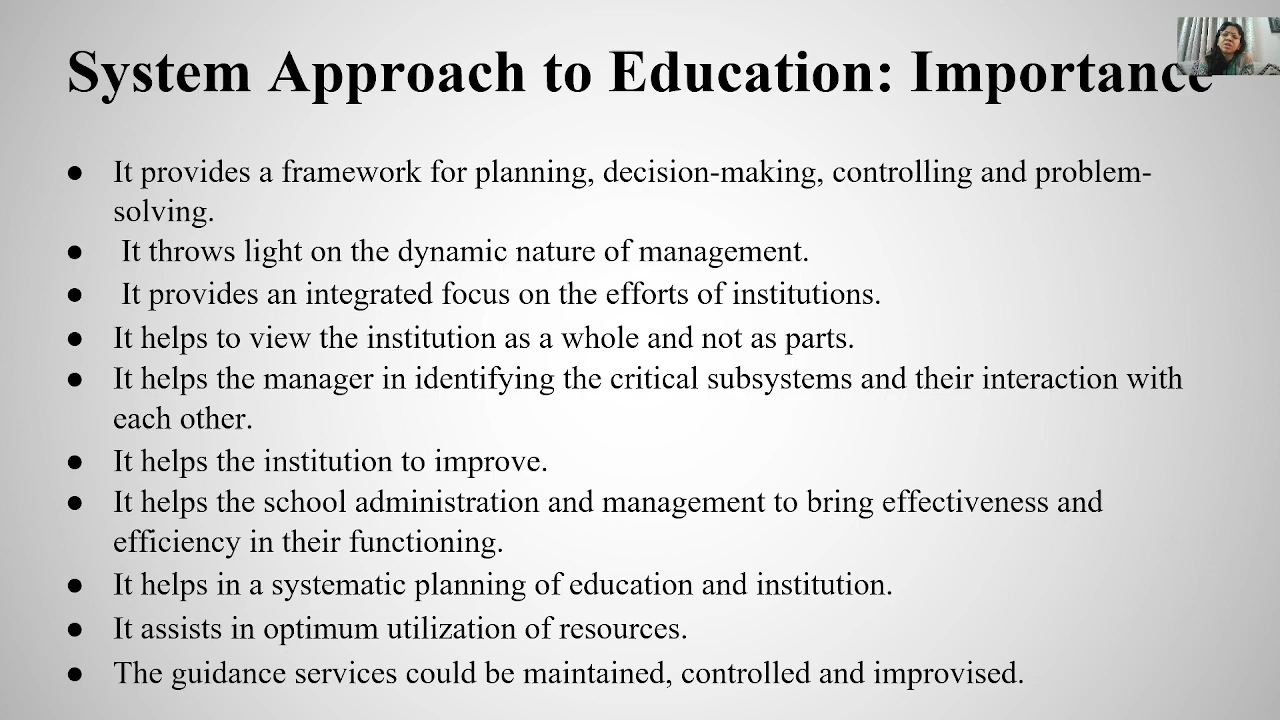 System Approach to Education: Importance
● It provides a framework for planning, decision-making, controlling and problem-
solving.
● It throws light on the dynamic nature of management.
● It provides an integrated focus on the efforts of institutions.
● It helps to view the institution as a whole and not as parts.
● It helps the manager in identifying the critical subsystems and their interaction with
each other.
● It helps the institution to improve.
● It helps the school administration and management to bring effectiveness and
efficiency in their functioning.
● It helps in a systematic planning of education and institution.
● It assists in optimum utilization of resources.
● The guidance services could be maintained, controlled and improvised.